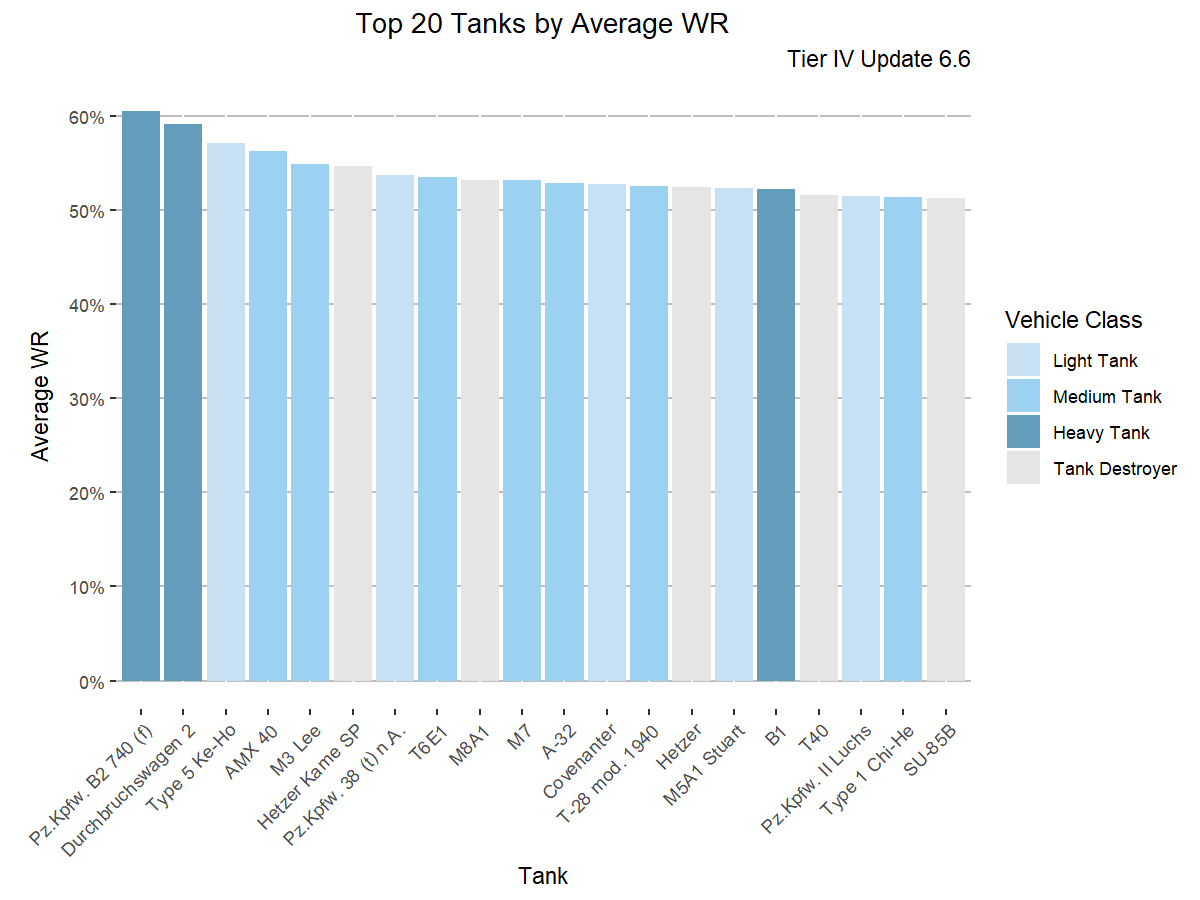 Top 20 Tanks by Average WR
Tier IV Update 6.6
60%
50%
40%
30%
20%
10%
0%
Average WR
Pz.Kpfw. B2 740 (f)
Durchbruchswagen 2
Type 5 Ke-Ho
AMX 40
M3 Lee
Hetzer Kame SP
Pz.Kpfw. 38 (t) n.A.
T6E1
M8A1
M7
A-32
Covenanter
T-28 mod. 1940
Hetzer
M5A1 Stuart
B1
T40
Pz.Kpfw. II Luchs
Type 1 Chi-He
SU-85B
Tank
Vehicle Class
Light Tank
Medium Tank
Heavy Tank
Tank Destroyer